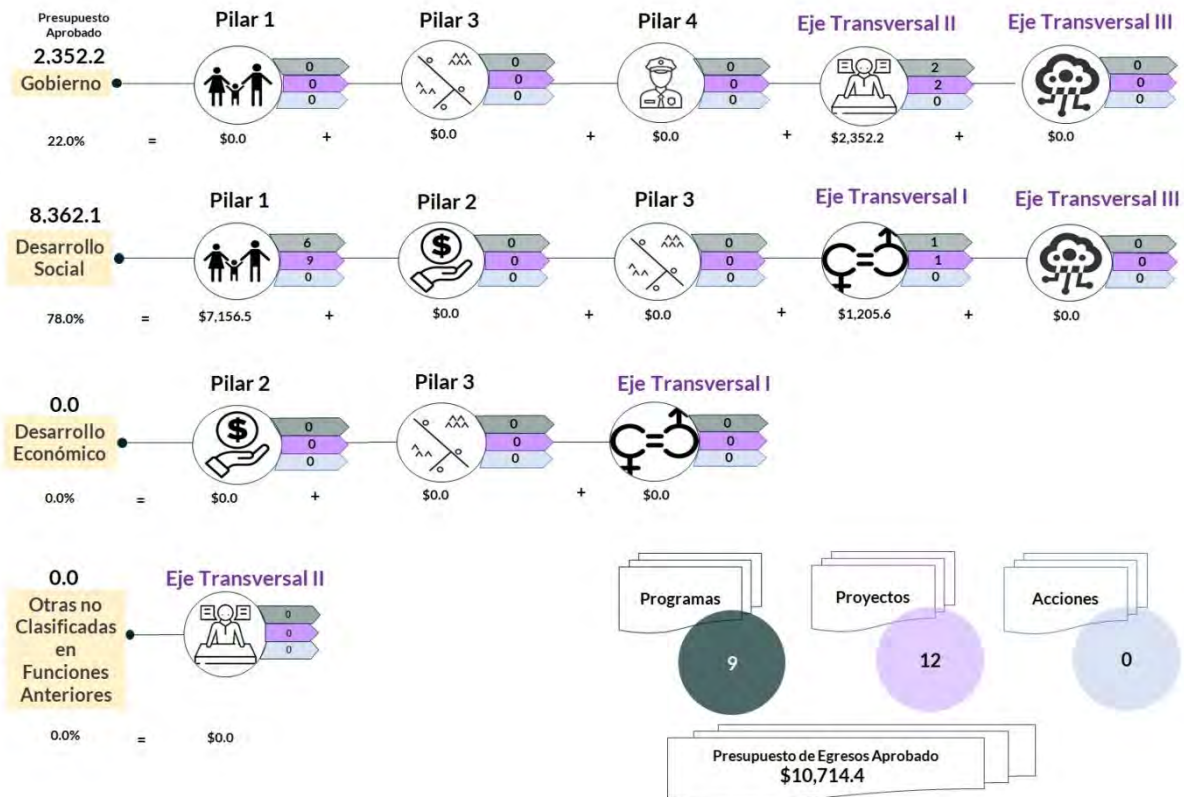 Presupuesto
Aprobado
2,352.2
Gobierno
22.0%
=
Pilar 1
0
0
0
$0.0
+
Pilar 3
0
0
0
$0.0
+
Pilar 4
0
0
0
$0.0
+
Eje Transversal II
2
2
0
$2,352.2
+
Eje Transversal III
0
0
0
$0.0
8,362.1
Desarrollo
Social
78.0%
=
Pilar 1
6
9
0
$7,156.5
+
Pilar 2
$
0
0
0
$0.0
+
Pilar 3
0
0
0
$0.0
+
Eje Transversal I
1
1
0
$1,205.6
+
Eje Transversal III
0
0
0
$0.0
0.0
Desarrollo
Económico
0.0%
=
Pilar 2
$
0
0
0
$0.0
+
Pilar 3
0
0
0
$0.0
+
Eje Transversal I
0
0
0
$0.0
0.0
Otras no
Clasificadas
en
Funciones
Anteriores
0.0%
=
Eje Transversal II
0
0
0
$0.0
Programas
9
Proyectos
12
Acciones
0
Presupuesto de Egresos Aprobado
$10,714.4